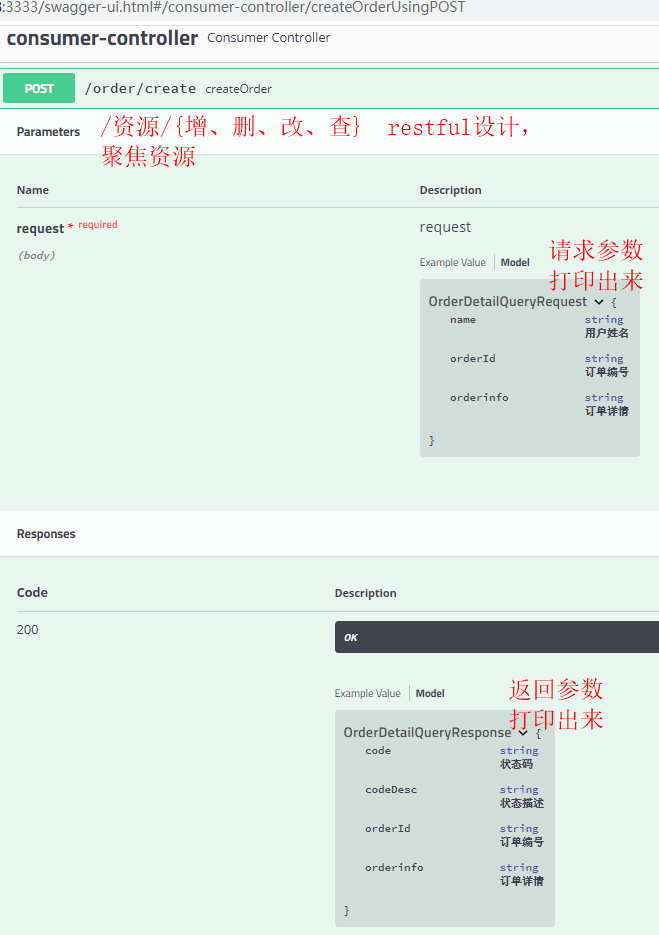 :3333/swagger-ui.html#/consumer-controller/createOrderUsingPOST
consumer-controller Consumer Controller
POST /order/create createOrder
Parameters /资源/{增、删、改、查} restful设计,
聚焦资源
Name Description
request * required request
(body)
Example Value Model
请求参数
打印出来
OrderDetailQueryRequest {
name string
用户姓名
orderId string
订单编号
orderinfo string
订单详情
}
Responses
Code Description
200 OK
Example Value Model
返回参数
打印出来
OrderDetailQueryResponse {
code string
状态码
codeDesc string
状态描述
orderId string
订单编号
orderinfo string
订单详情
}